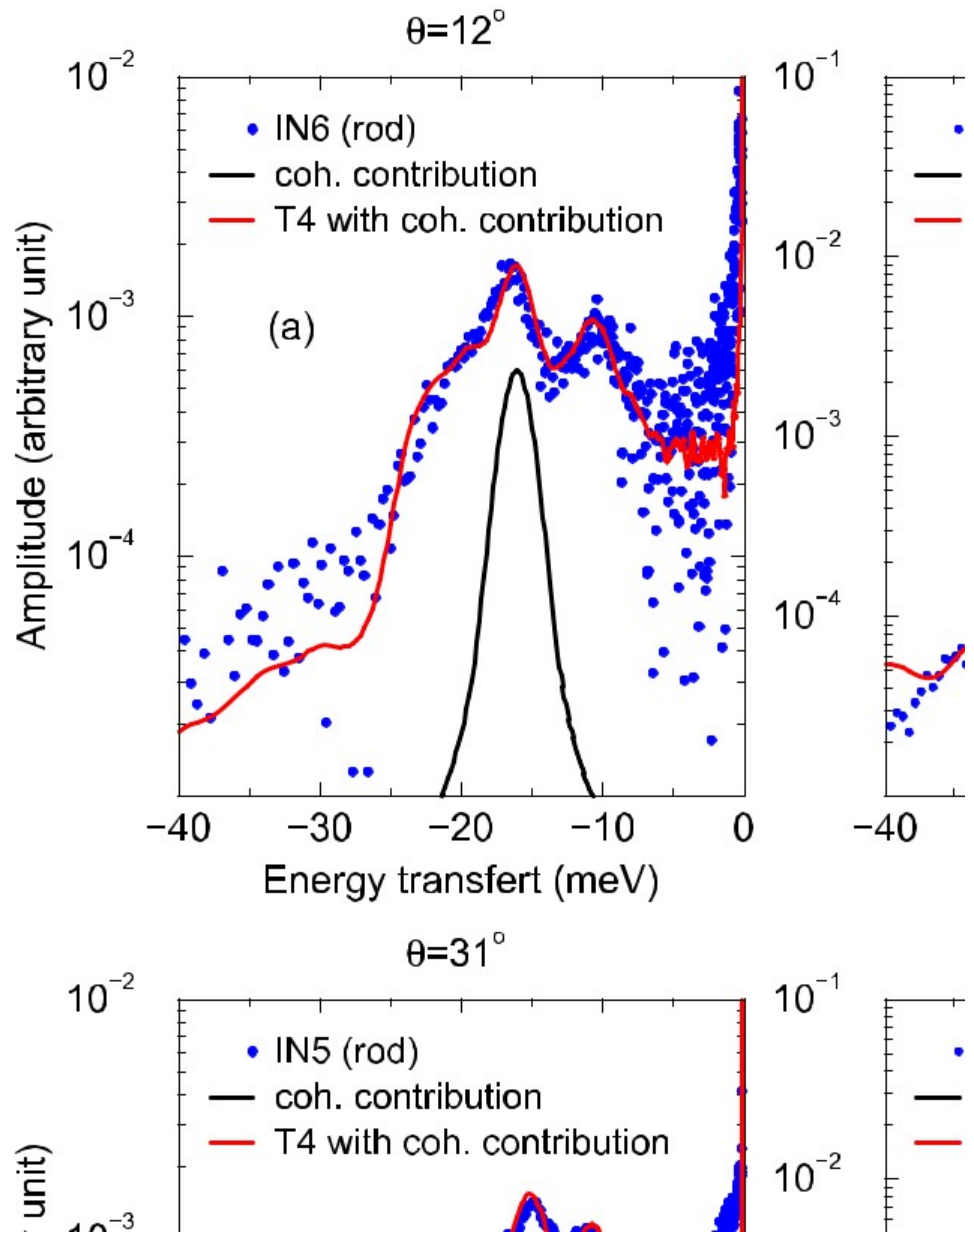 θ=12°
10⁻²
10⁻³
10⁻⁴
Amplitude (arbitrary unit)
IN6 (rod)
coh. contribution
T4 with coh. contribution
(a)
−40 −30 −20 −10 0
Energy transfert (meV)
10⁻¹
10⁻²
10⁻³
10⁻⁴
−40
θ=31°
10⁻²
10⁻³
unit)
IN5 (rod)
coh. contribution
T4 with coh. contribution
10⁻¹
10⁻²